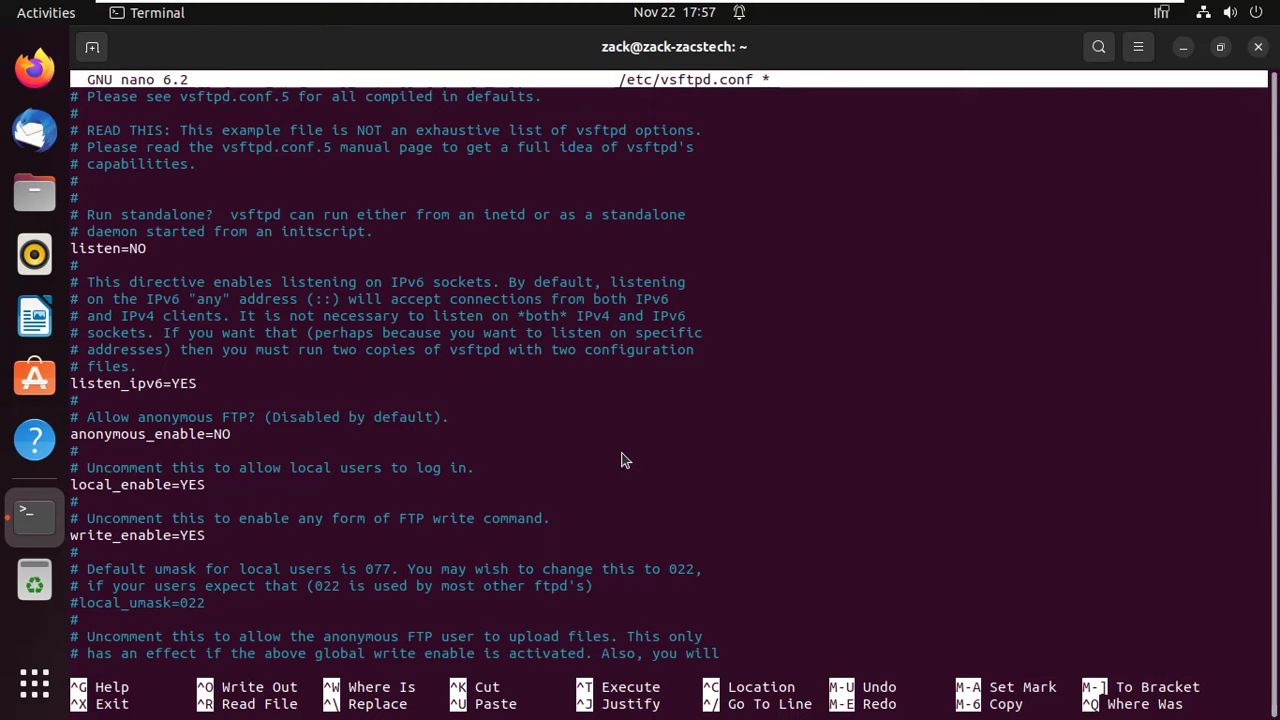 Activities
Terminal
Nov 22 17:57
zack@zack-zacstech: ~
GNU nano 6.2
/etc/vsftpd.conf *
# Please see vsftpd.conf.5 for all compiled in defaults.
#
# READ THIS: This example file is NOT an exhaustive list of vsftpd options.
# Please read the vsftpd.conf.5 manual page to get a full idea of vsftpd's
# capabilities.
#
#
# Run standalone?  vsftpd can run either from an inetd or as a standalone
# daemon started from an initscript.
listen=NO
#
# This directive enables listening on IPv6 sockets. By default, listening
# on the IPv6 "any" address (::) will accept connections from both IPv6
# and IPv4 clients. It is not necessary to listen on *both* IPv4 and IPv6
# sockets. If you want that (perhaps because you want to listen on specific
# addresses) then you must run two copies of vsftpd with two configuration
# files.
listen_ipv6=YES
#
# Allow anonymous FTP? (Disabled by default).
anonymous_enable=NO
#
# Uncomment this to allow local users to log in.
local_enable=YES
#
# Uncomment this to enable any form of FTP write command.
write_enable=YES
#
# Default umask for local users is 077. You may wish to change this to 022,
# if your users expect that (022 is used by most other ftpd's)
#local_umask=022
#
# Uncomment this to allow the anonymous FTP user to upload files. This only
# has an effect if the above global write enable is activated. Also, you will
^G Help ^O Write Out ^W Where Is ^K Cut ^T Execute ^C Location M-U Undo M-A Set Mark M-] To Bracket
^X Exit ^R Read File ^\ Replace ^U Paste ^J Justify ^/ Go To Line M-E Redo M-6 Copy ^Q Where Was